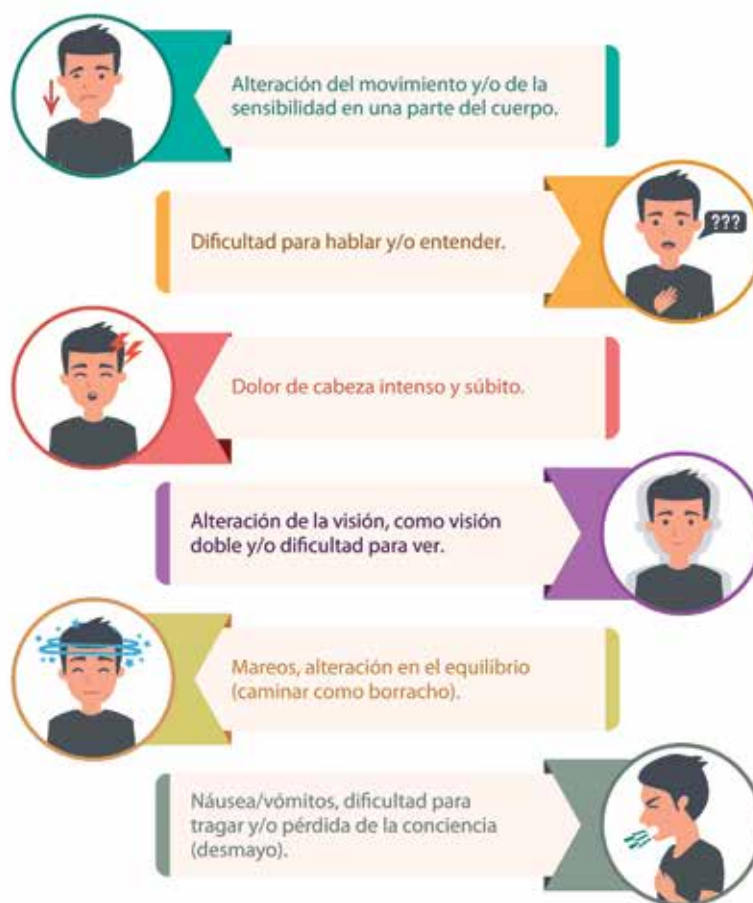 Alteración del movimiento y/o de la
sensibilidad en una parte del cuerpo.
Dificultad para hablar y/o entender.
???
Dolor de cabeza intenso y súbito.
Alteración de la visión, como visión
doble y/o dificultad para ver.
Mareos, alteración en el equilibrio
(caminar como borracho).
Náusea/vómitos, dificultad para
tragar y/o pérdida de la conciencia
(desmayo).